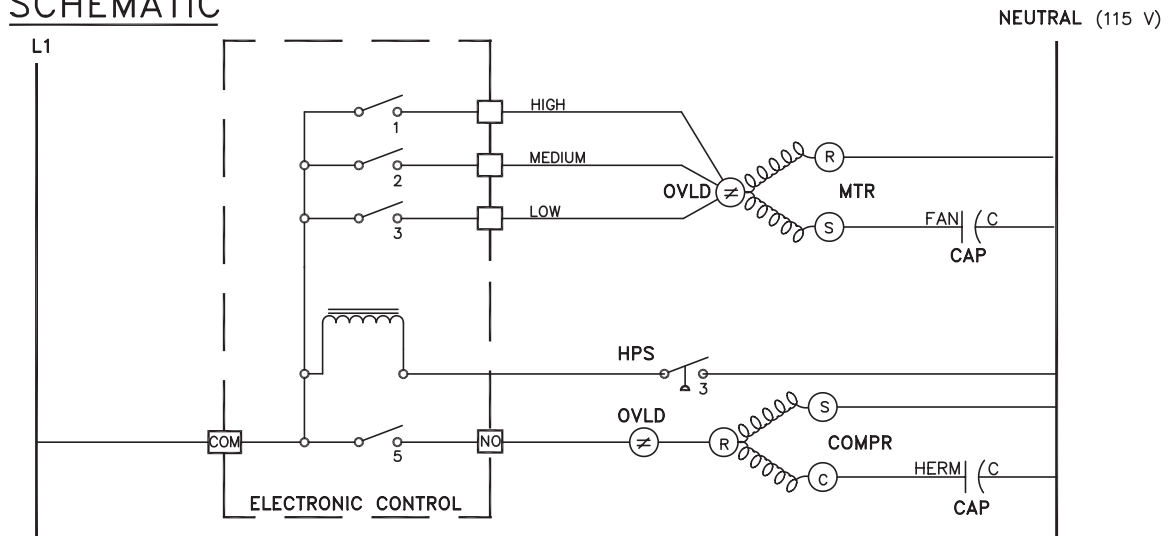 SCHEMATIC
NEUTRAL (115 V)
L1
HIGH
1
R
MEDIUM
2
OVLD
≠
MTR
LOW
3
S
FAN
C
CAP
HPS
3
OVLD
S
COM
5
NO
≠
R
COMPR
HERM
C
C
CAP
ELECTRONIC CONTROL